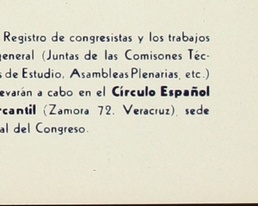 Registro de congresistas y los trabajos
general (Juntas de las Comisones Téc-
s de Estudio, Asambleas Plenarias, etc.)
evarán a cabo en el Círculo Español
rcantil (Zamora 72. Veracruz), sede
al del Congreso.